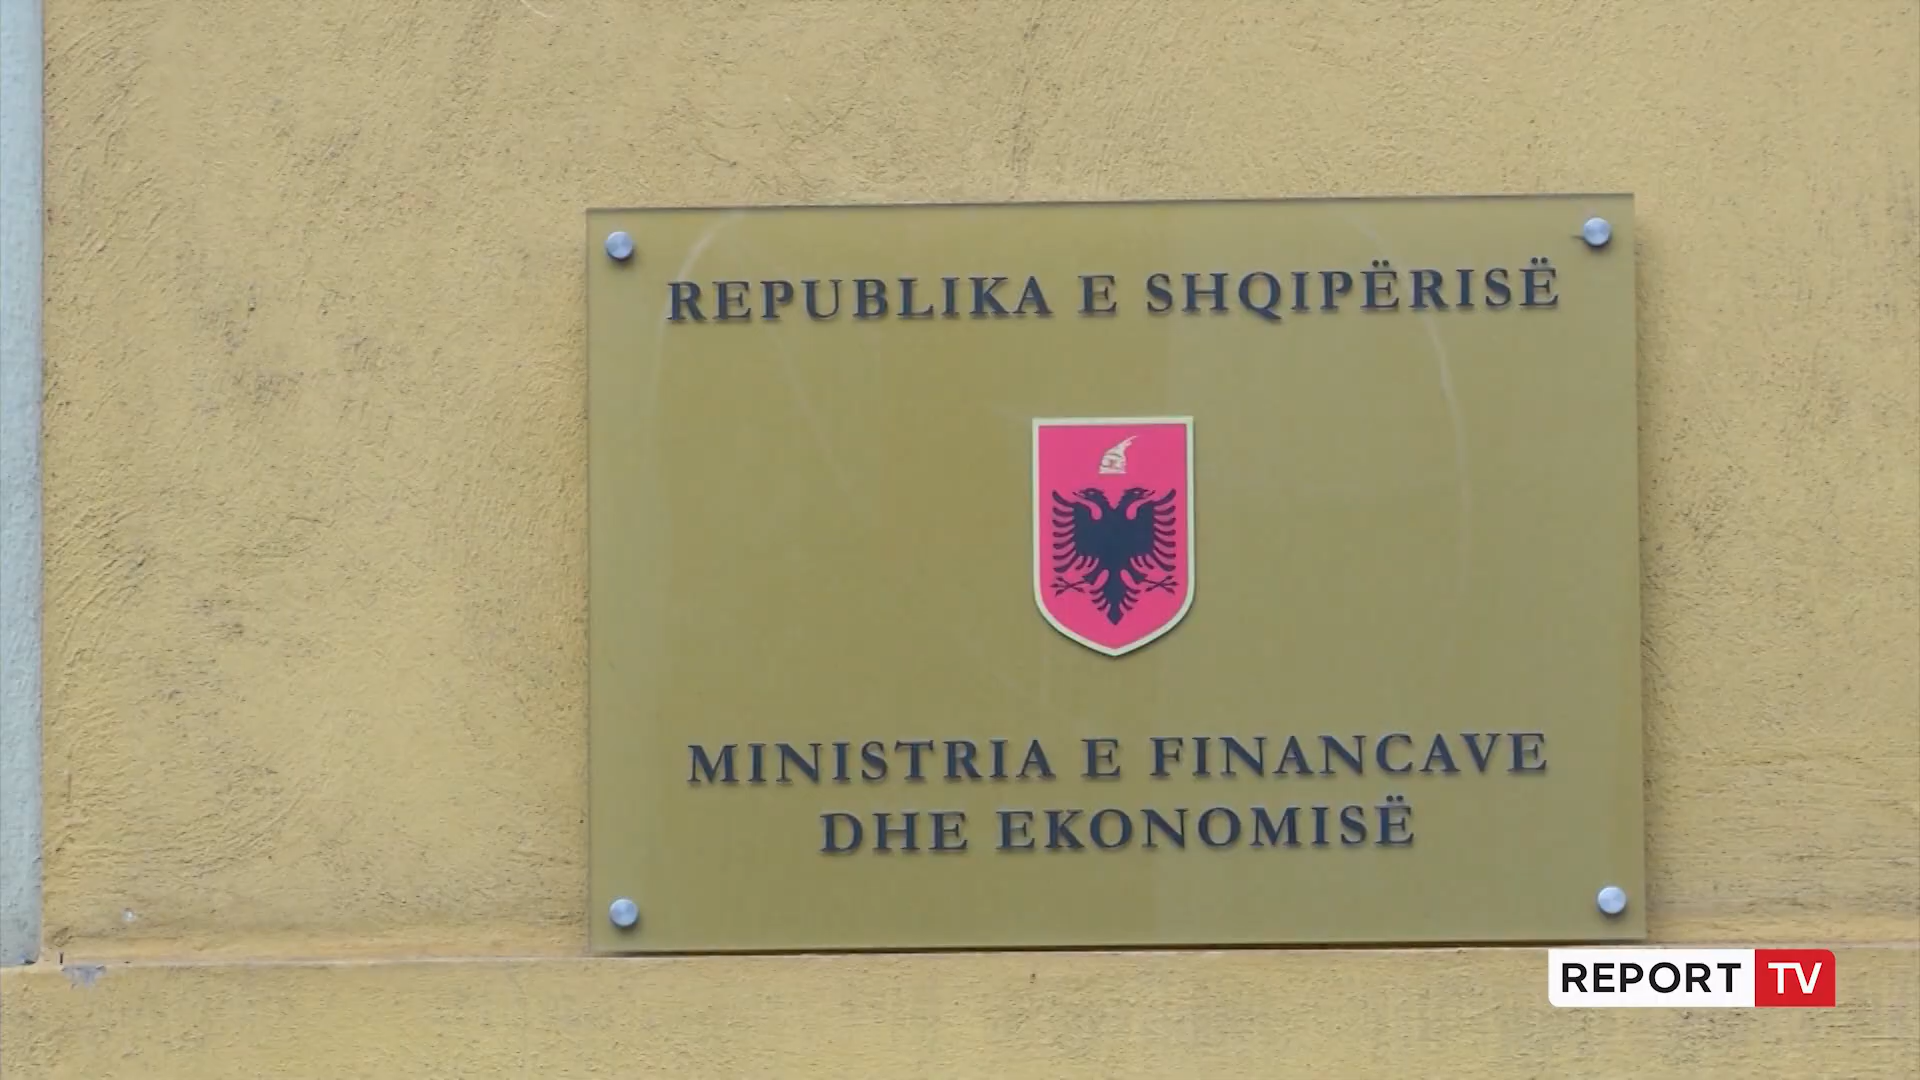 REPUBLIKA E SHQIPËRISË
MINISTRIA E FINANCAVE
DHE EKONOMISË
REPORT TV